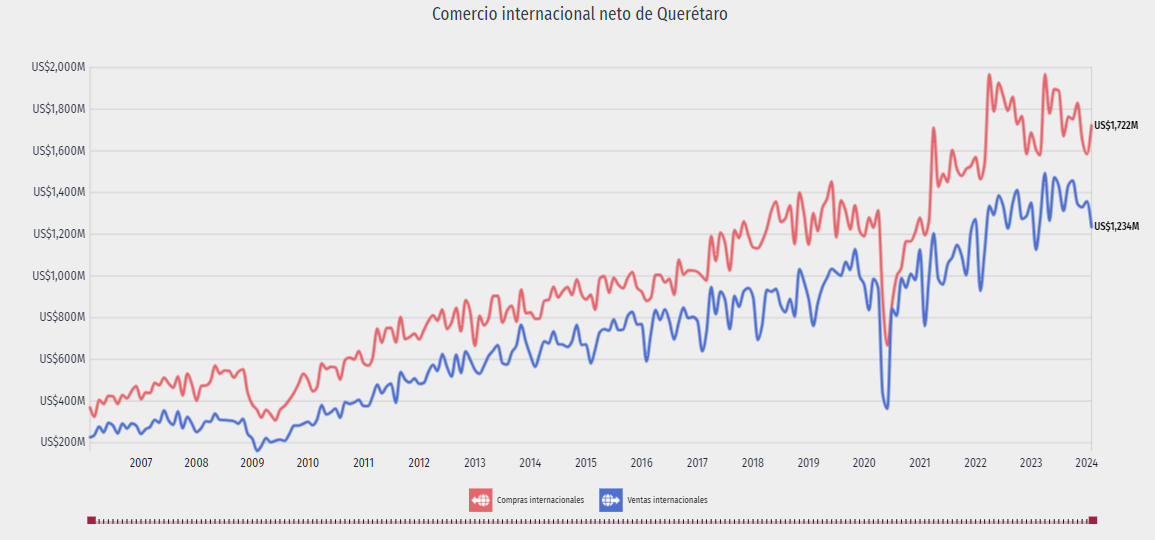 Comercio internacional neto de Querétaro
US$2,000M
US$1,800M
US$1,722M
US$1,600M
US$1,400M
US$1,200M
US$1,234M
US$1,000M
US$800M
US$600M
US$400M
US$200M
2007 2008 2009 2010 2011 2012 2013 2014 2015 2016 2017 2018 2019 2020 2021 2022 2023 2024
Compras internacionales Ventas internacionales